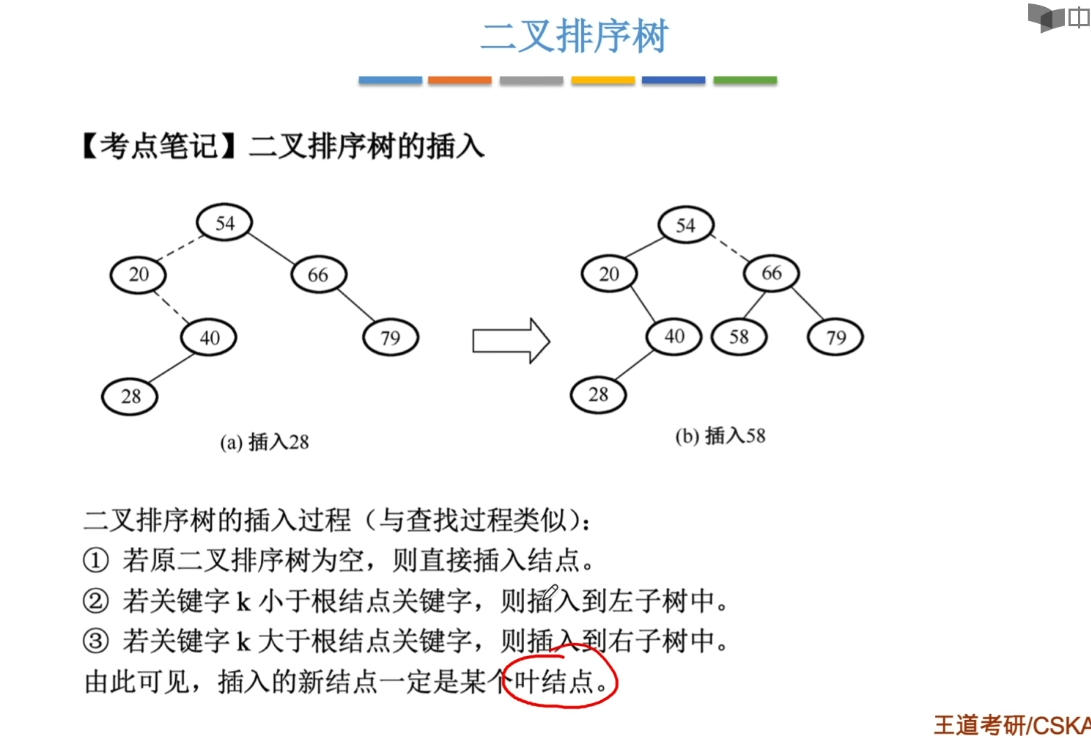 中
二叉排序树
【考点笔记】二叉排序树的插入
54
20
66
40
79
28
(a) 插入28
54
20
66
40
58
79
28
(b) 插入58
二叉排序树的插入过程（与查找过程类似）：
① 若原二叉排序树为空，则直接插入结点。
② 若关键字 k 小于根结点关键字，则插入到左子树中。
③ 若关键字 k 大于根结点关键字，则插入到右子树中。
由此可见，插入的新结点一定是某个叶结点。
王道考研/CSKA